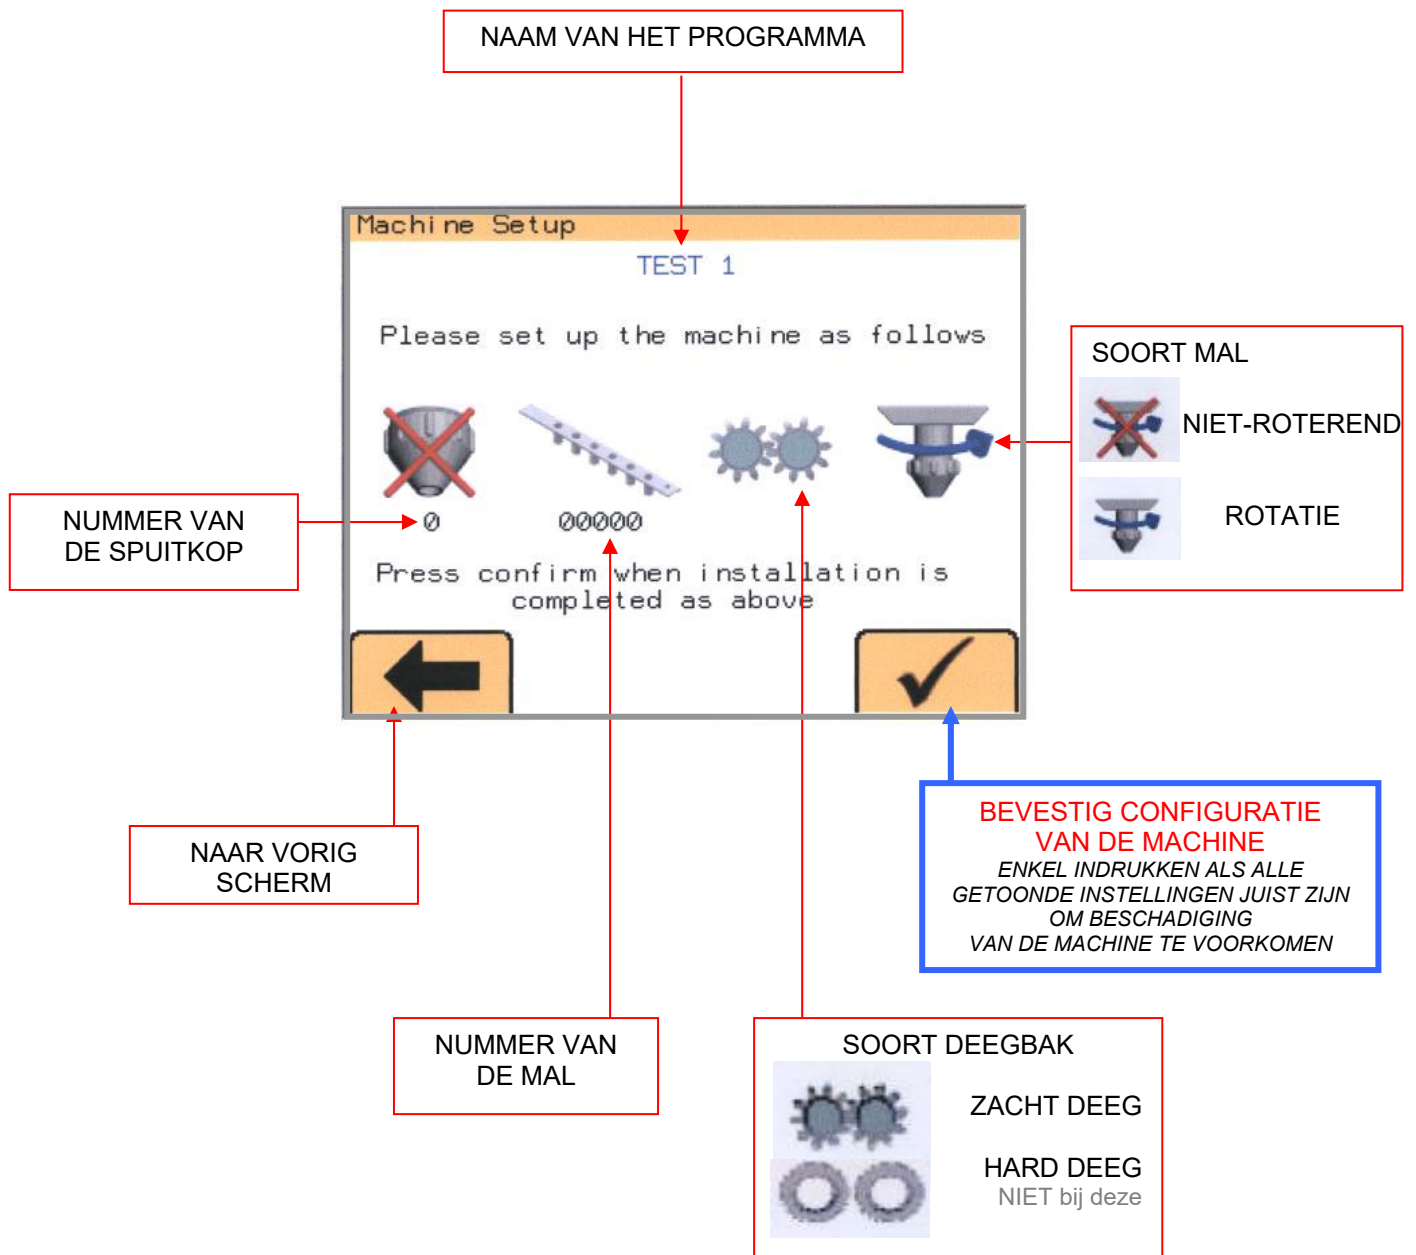 NAAM VAN HET PROGRAMMA
Machine Setup
TEST 1
Please set up the machine as follows
SOORT MAL
NIET-ROTEREND
ROTATIE
NUMMER VAN
DE SPUITKOP
0
00000
Press confirm when installation is
completed as above
NAAR VORIG
SCHERM
BEVESTIG CONFIGURATIE
VAN DE MACHINE
ENKEL INDRUKKEN ALS ALLE
GETOONDE INSTELLINGEN JUIST ZIJN
OM BESCHADIGING
VAN DE MACHINE TE VOORKOMEN
NUMMER VAN
DE MAL
SOORT DEEGBAK
ZACHT DEEG
HARD DEEG
NIET bij deze